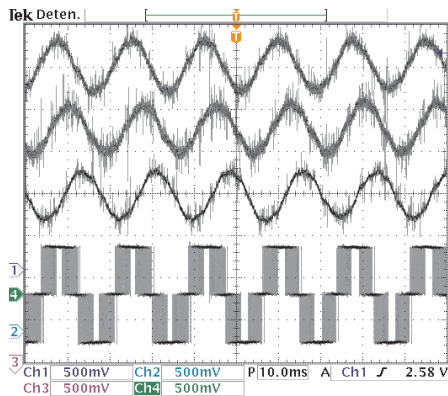 Tek Deten.
T
T
1
4
2
3
Ch1 500mV Ch2 500mV P 10.0ms A Ch1 ƒ 2.58 V
Ch3 500mV Ch4 500mV